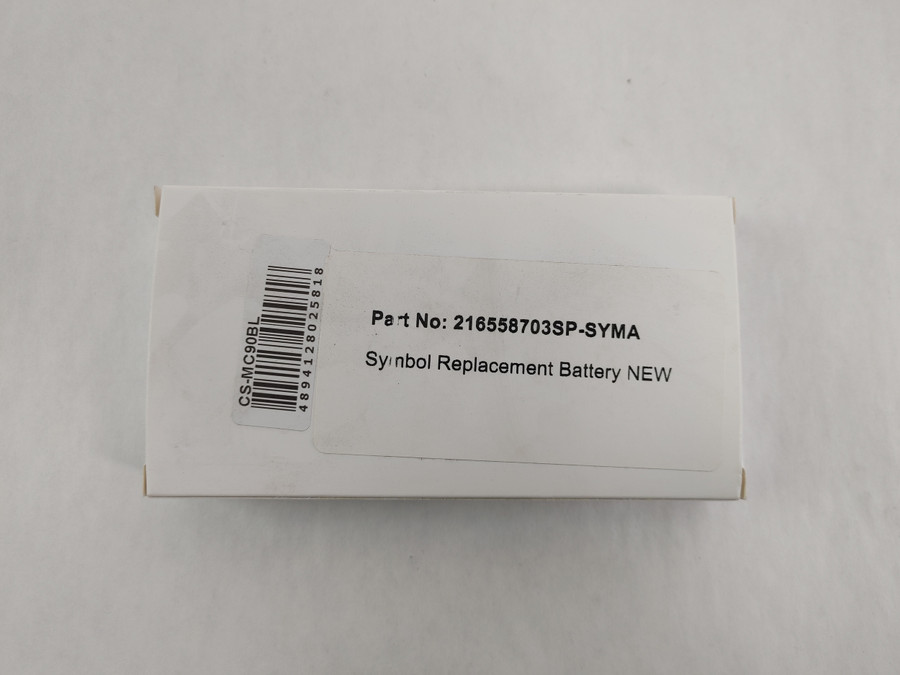 CS-MC90BL
4894128025818
Part No: 216558703SP-SYMA
Symbol Replacement Battery NEW